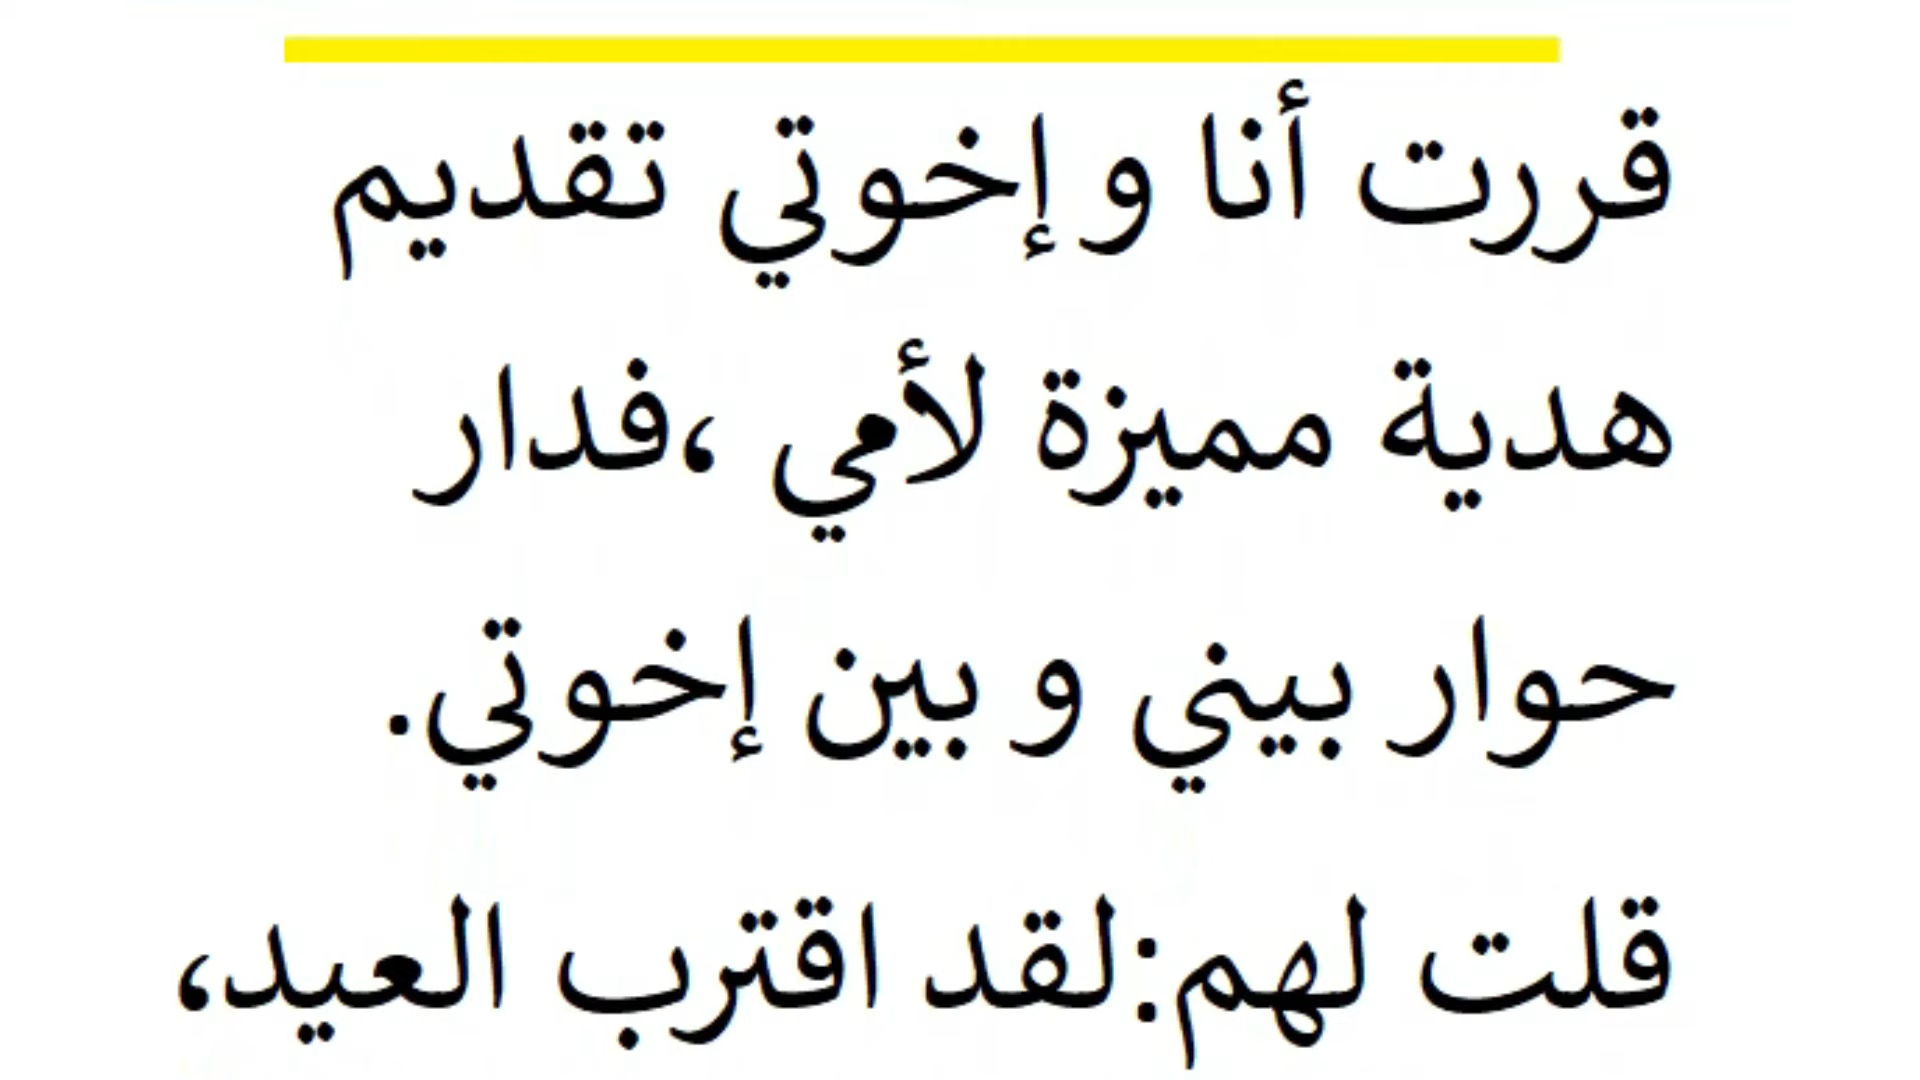 قررت أنا و إخوتي تقديم
هدية مميزة لأمي ،فدار
حوار بيني و بين إخوتي.
قلت لهم:لقد اقترب العيد،